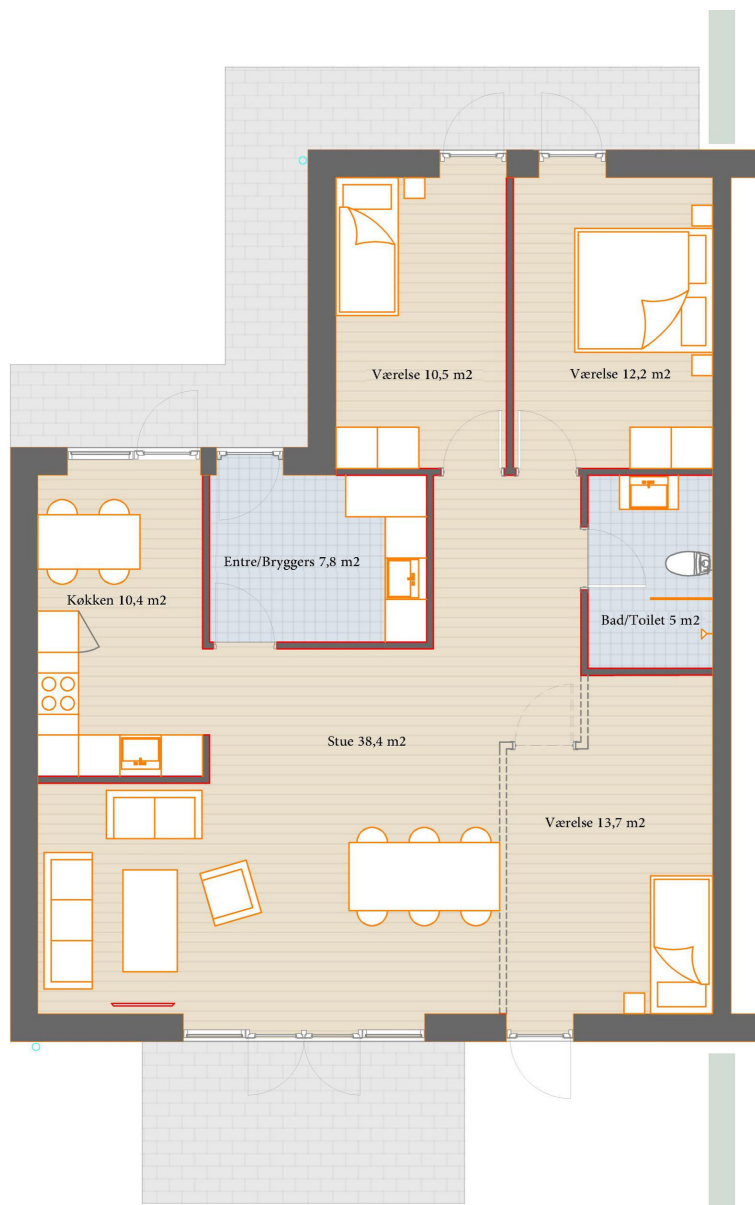 Værelse 10,5 m2
Værelse 12,2 m2
Entre/Bryggers 7,8 m2
Køkken 10,4 m2
Bad/Toilet 5 m2
Stue 38,4 m2
Værelse 13,7 m2